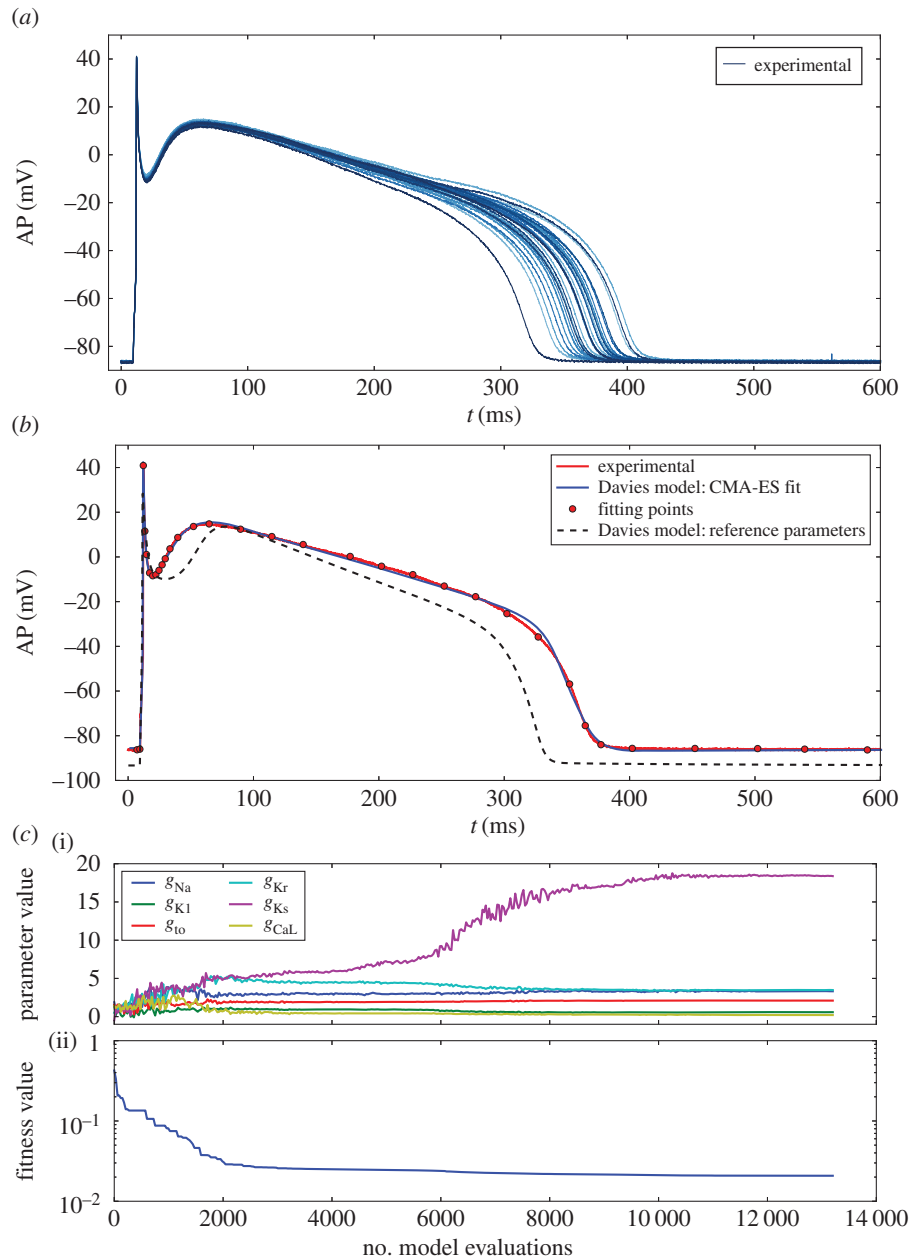 (a)
40
20
0
–20
–40
–60
–80
AP (mV)
experimental
0 100 200 300 400 500 600
t (ms)
(b)
40
20
0
–20
–40
–60
–80
–100
AP (mV)
experimental
Davies model: CMA-ES fit
fitting points
Davies model: reference parameters
0 100 200 300 400 500 600
t (ms)
(c) (i)
20
15
10
5
0
parameter value
gNa gKr
gK1 gKs
gto gCaL
(ii)
1
10–1
10–2
fitness value
0 2000 4000 6000 8000 10 000 12 000 14 000
no. model evaluations